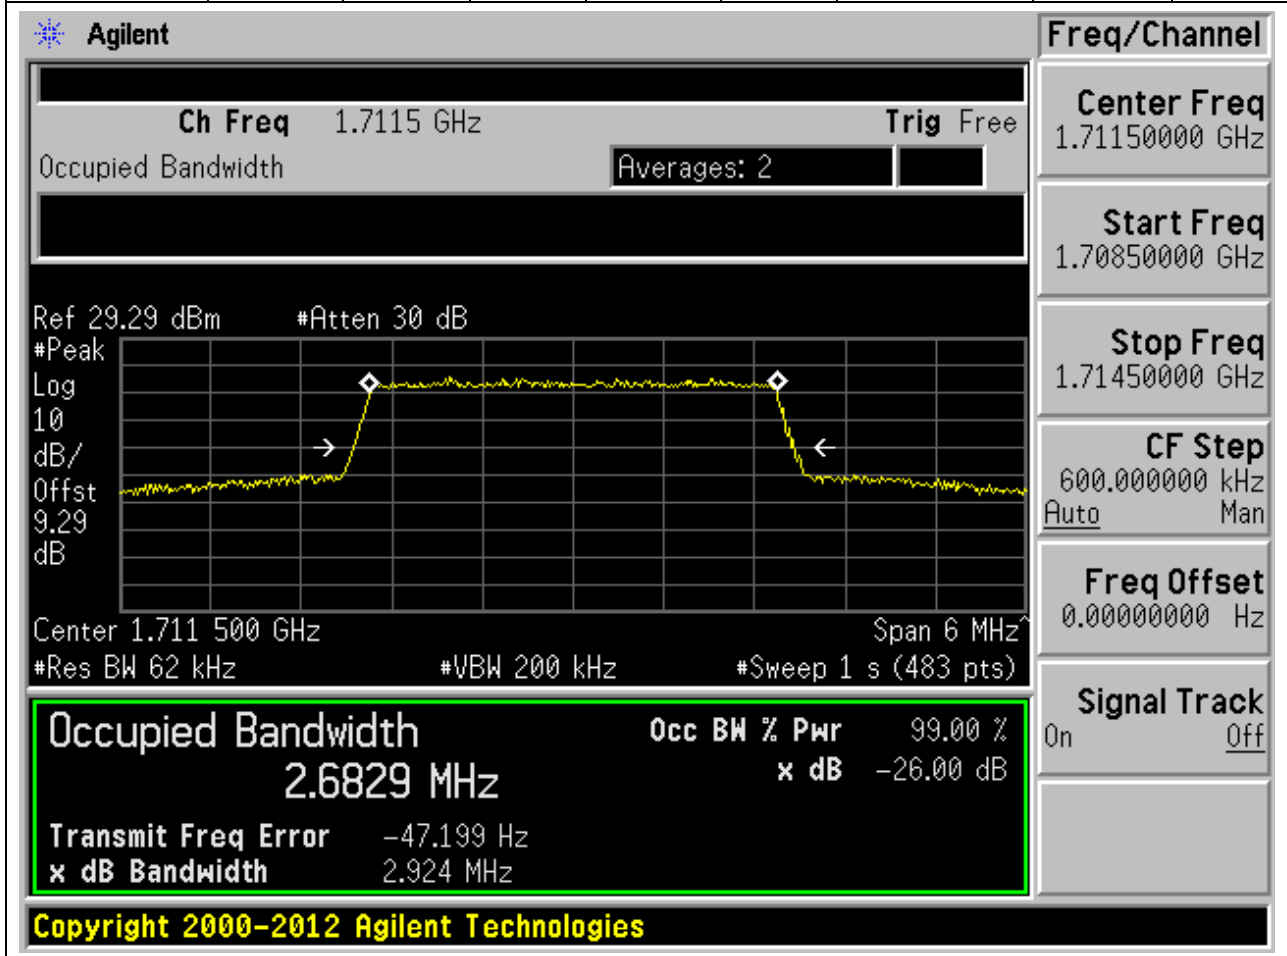 Agilent
Freq/Channel
Ch Freq 1.7115 GHz Trig Free
Occupied Bandwidth Averages: 2
Center Freq
1.71150000 GHz
Start Freq
1.70850000 GHz
Stop Freq
1.71450000 GHz
CF Step
600.000000 kHz
Auto Man
Freq Offset
0.00000000 Hz
Signal Track
On Off
Ref 29.29 dBm #Atten 30 dB
#Peak
Log
10
dB/
Offst
9.29
dB
Center 1.711 500 GHz Span 6 MHz^
#Res BW 62 kHz #VBW 200 kHz #Sweep 1 s (483 pts)
Occupied Bandwidth Occ BW % Pwr 99.00 %
2.6829 MHz x dB -26.00 dB
Transmit Freq Error -47.199 Hz
x dB Bandwidth 2.924 MHz
Copyright 2000-2012 Agilent Technologies